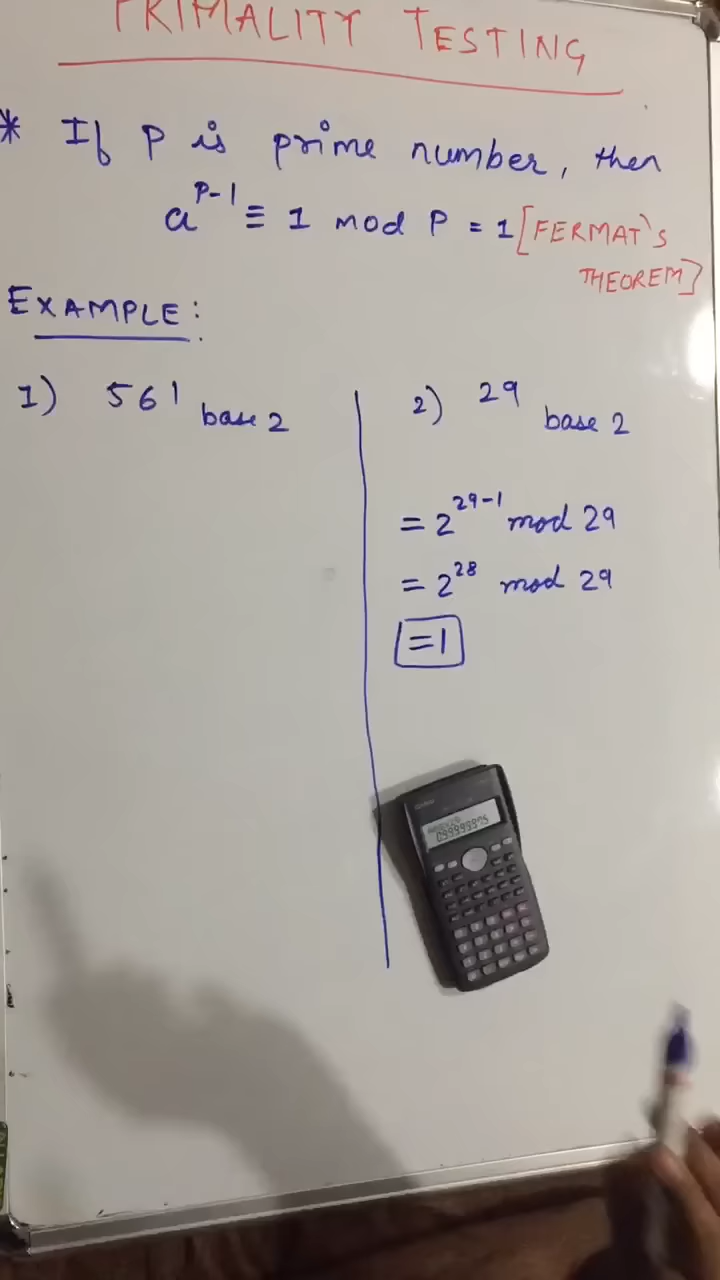 PRIMALITY TESTING
* If P is prime number, then
a^P-1 ≡ 1 mod P = 1 [FERMAT's
THEOREM]
EXAMPLE:
1) 561 base 2
2) 29 base 2
= 2^29-1 mod 29
= 2^28 mod 29
=1